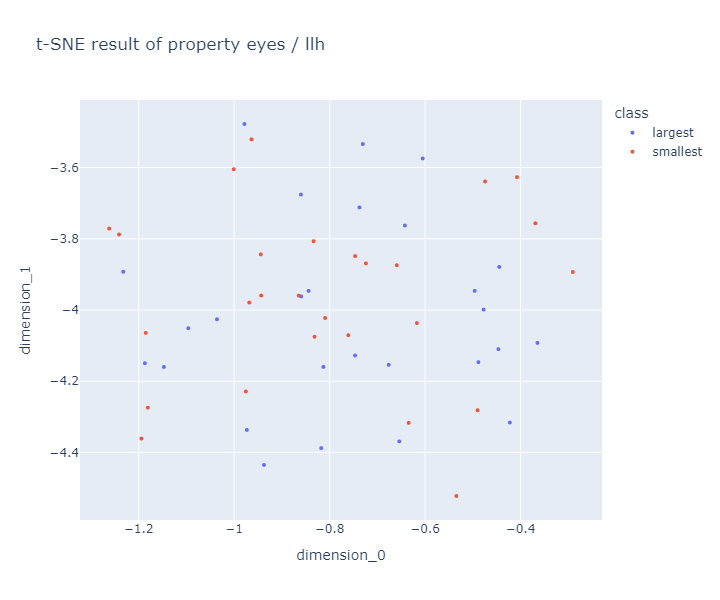 t-SNE result of property eyes / llh
class
largest
smallest
−3.6
−3.8
−4
−4.2
−4.4
dimension_1
−1.2
−1
−0.8
−0.6
−0.4
dimension_0